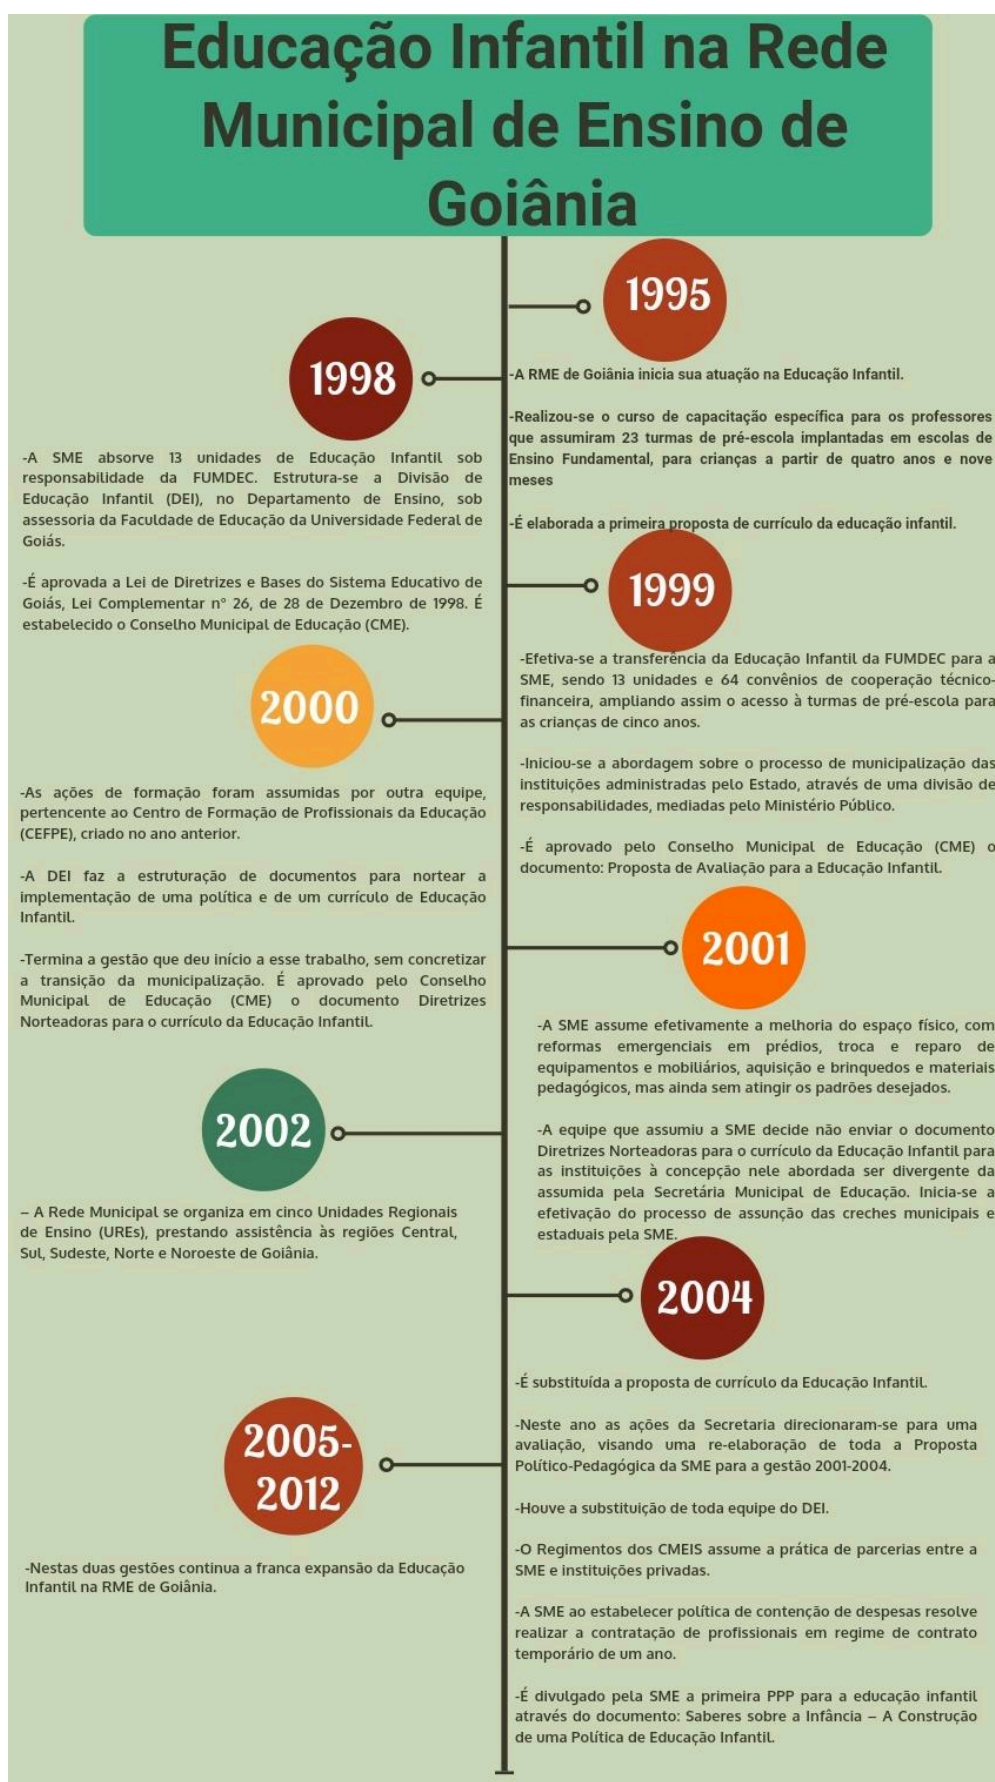 Educação Infantil na Rede
Municipal de Ensino de
Goiânia
1995
-A RME de Goiânia inicia sua atuação na Educação Infantil.
-Realizou-se o curso de capacitação específica para os professores
que assumiram 23 turmas de pré-escola implantadas em escolas de
Ensino Fundamental, para crianças a partir de quatro anos e nove
meses
-É elaborada a primeira proposta de currículo da educação infantil.
1998
-A SME absorve 13 unidades de Educação Infantil sob
responsabilidade da FUMDEC. Estrutura-se a Divisão de
Educação Infantil (DEI), no Departamento de Ensino, sob
assessoria da Faculdade de Educação da Universidade Federal de
Goiás.
-É aprovada a Lei de Diretrizes e Bases do Sistema Educativo de
Goiás, Lei Complementar nº 26, de 28 de Dezembro de 1998. É
estabelecido o Conselho Municipal de Educação (CME).
1999
-Efetiva-se a transferência da Educação Infantil da FUMDEC para a
SME, sendo 13 unidades e 64 convênios de cooperação técnico-
financeira, ampliando assim o acesso à turmas de pré-escola para
as crianças de cinco anos.
-Iniciou-se a abordagem sobre o processo de municipalização das
instituições administradas pelo Estado, através de uma divisão de
responsabilidades, mediadas pelo Ministério Público.
-É aprovado pelo Conselho Municipal de Educação (CME) o
documento: Proposta de Avaliação para a Educação Infantil.
2000
-As ações de formação foram assumidas por outra equipe,
pertencente ao Centro de Formação de Profissionais da Educação
(CEFPE), criado no ano anterior.
-A DEI faz a estruturação de documentos para nortear a
implementação de uma política e de um currículo de Educação
Infantil.
-Termina a gestão que deu início a esse trabalho, sem concretizar
a transição da municipalização. É aprovado pelo Conselho
Municipal de Educação (CME) o documento Diretrizes
Norteadoras para o currículo da Educação Infantil.
2001
-A SME assume efetivamente a melhoria do espaço físico, com
reformas emergenciais em prédios, troca e reparo de
equipamentos e mobiliários, aquisição e brinquedos e materiais
pedagógicos, mas ainda sem atingir os padrões desejados.
-A equipe que assumiu a SME decide não enviar o documento
Diretrizes Norteadoras para o currículo da Educação Infantil para
as instituições à concepção nele abordada ser divergente da
assumida pela Secretária Municipal de Educação. Inicia-se a
efetivação do processo de assunção das creches municipais e
estaduais pela SME.
2002
– A Rede Municipal se organiza em cinco Unidades Regionais
de Ensino (UREs), prestando assistência às regiões Central,
Sul, Sudeste, Norte e Noroeste de Goiânia.
2004
-É substituída a proposta de currículo da Educação Infantil.
-Neste ano as ações da Secretaria direcionaram-se para uma
avaliação, visando uma re-elaboração de toda a Proposta
Político-Pedagógica da SME para a gestão 2001-2004.
-Houve a substituição de toda equipe do DEI.
-O Regimentos dos CMEIS assume a prática de parcerias entre a
SME e instituições privadas.
-A SME ao estabelecer política de contenção de despesas resolve
realizar a contratação de profissionais em regime de contrato
temporário de um ano.
-É divulgado pela SME a primeira PPP para a educação infantil
através do documento: Saberes sobre a Infância – A Construção
de uma Política de Educação Infantil.
2005-
2012
-Nestas duas gestões continua a franca expansão da Educação
Infantil na RME de Goiânia.